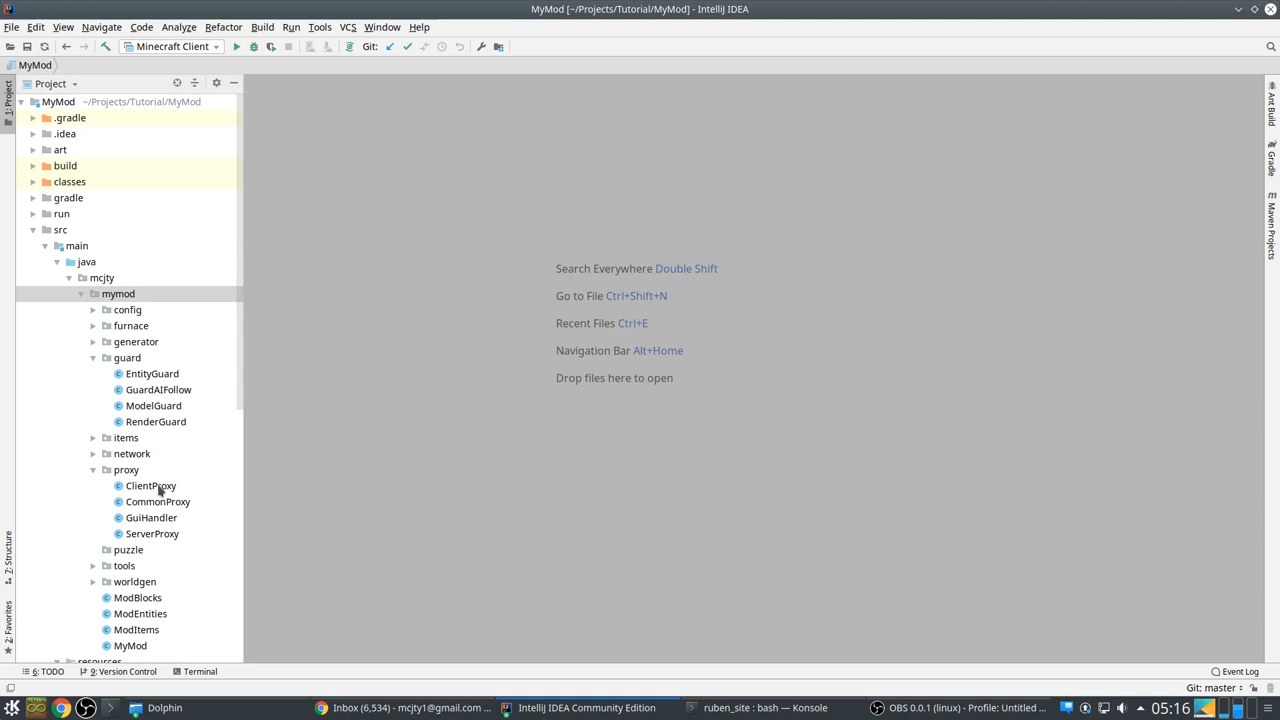 MyMod [~/Projects/Tutorial/MyMod] - IntelliJ IDEA
File Edit View Navigate Code Analyze Refactor Build Run Tools VCS Window Help
Minecraft Client Git:
MyMod
Project
MyMod ~/Projects/Tutorial/MyMod
.gradle
.idea
art
build
classes
gradle
run
src
main
java
mcjty
mymod
config
furnace
generator
guard
EntityGuard
GuardAIFollow
ModelGuard
RenderGuard
items
network
proxy
ClientProxy
CommonProxy
GuiHandler
ServerProxy
puzzle
tools
worldgen
ModBlocks
ModEntities
ModItems
MyMod
resources
1: Project
7: Structure
2: Favorites
Search Everywhere Double Shift
Go to File Ctrl+Shift+N
Recent Files Ctrl+E
Navigation Bar Alt+Home
Drop files here to open
Ant Build
Gradle
Maven Projects
6: TODO 9: Version Control Terminal Event Log
Git: master
Dolphin Inbox (6,534) - mcjty1@gmail.com ... IntelliJ IDEA Community Edition ruben_site : bash — Konsole OBS 0.0.1 (linux) - Profile: Untitled ... 05:16